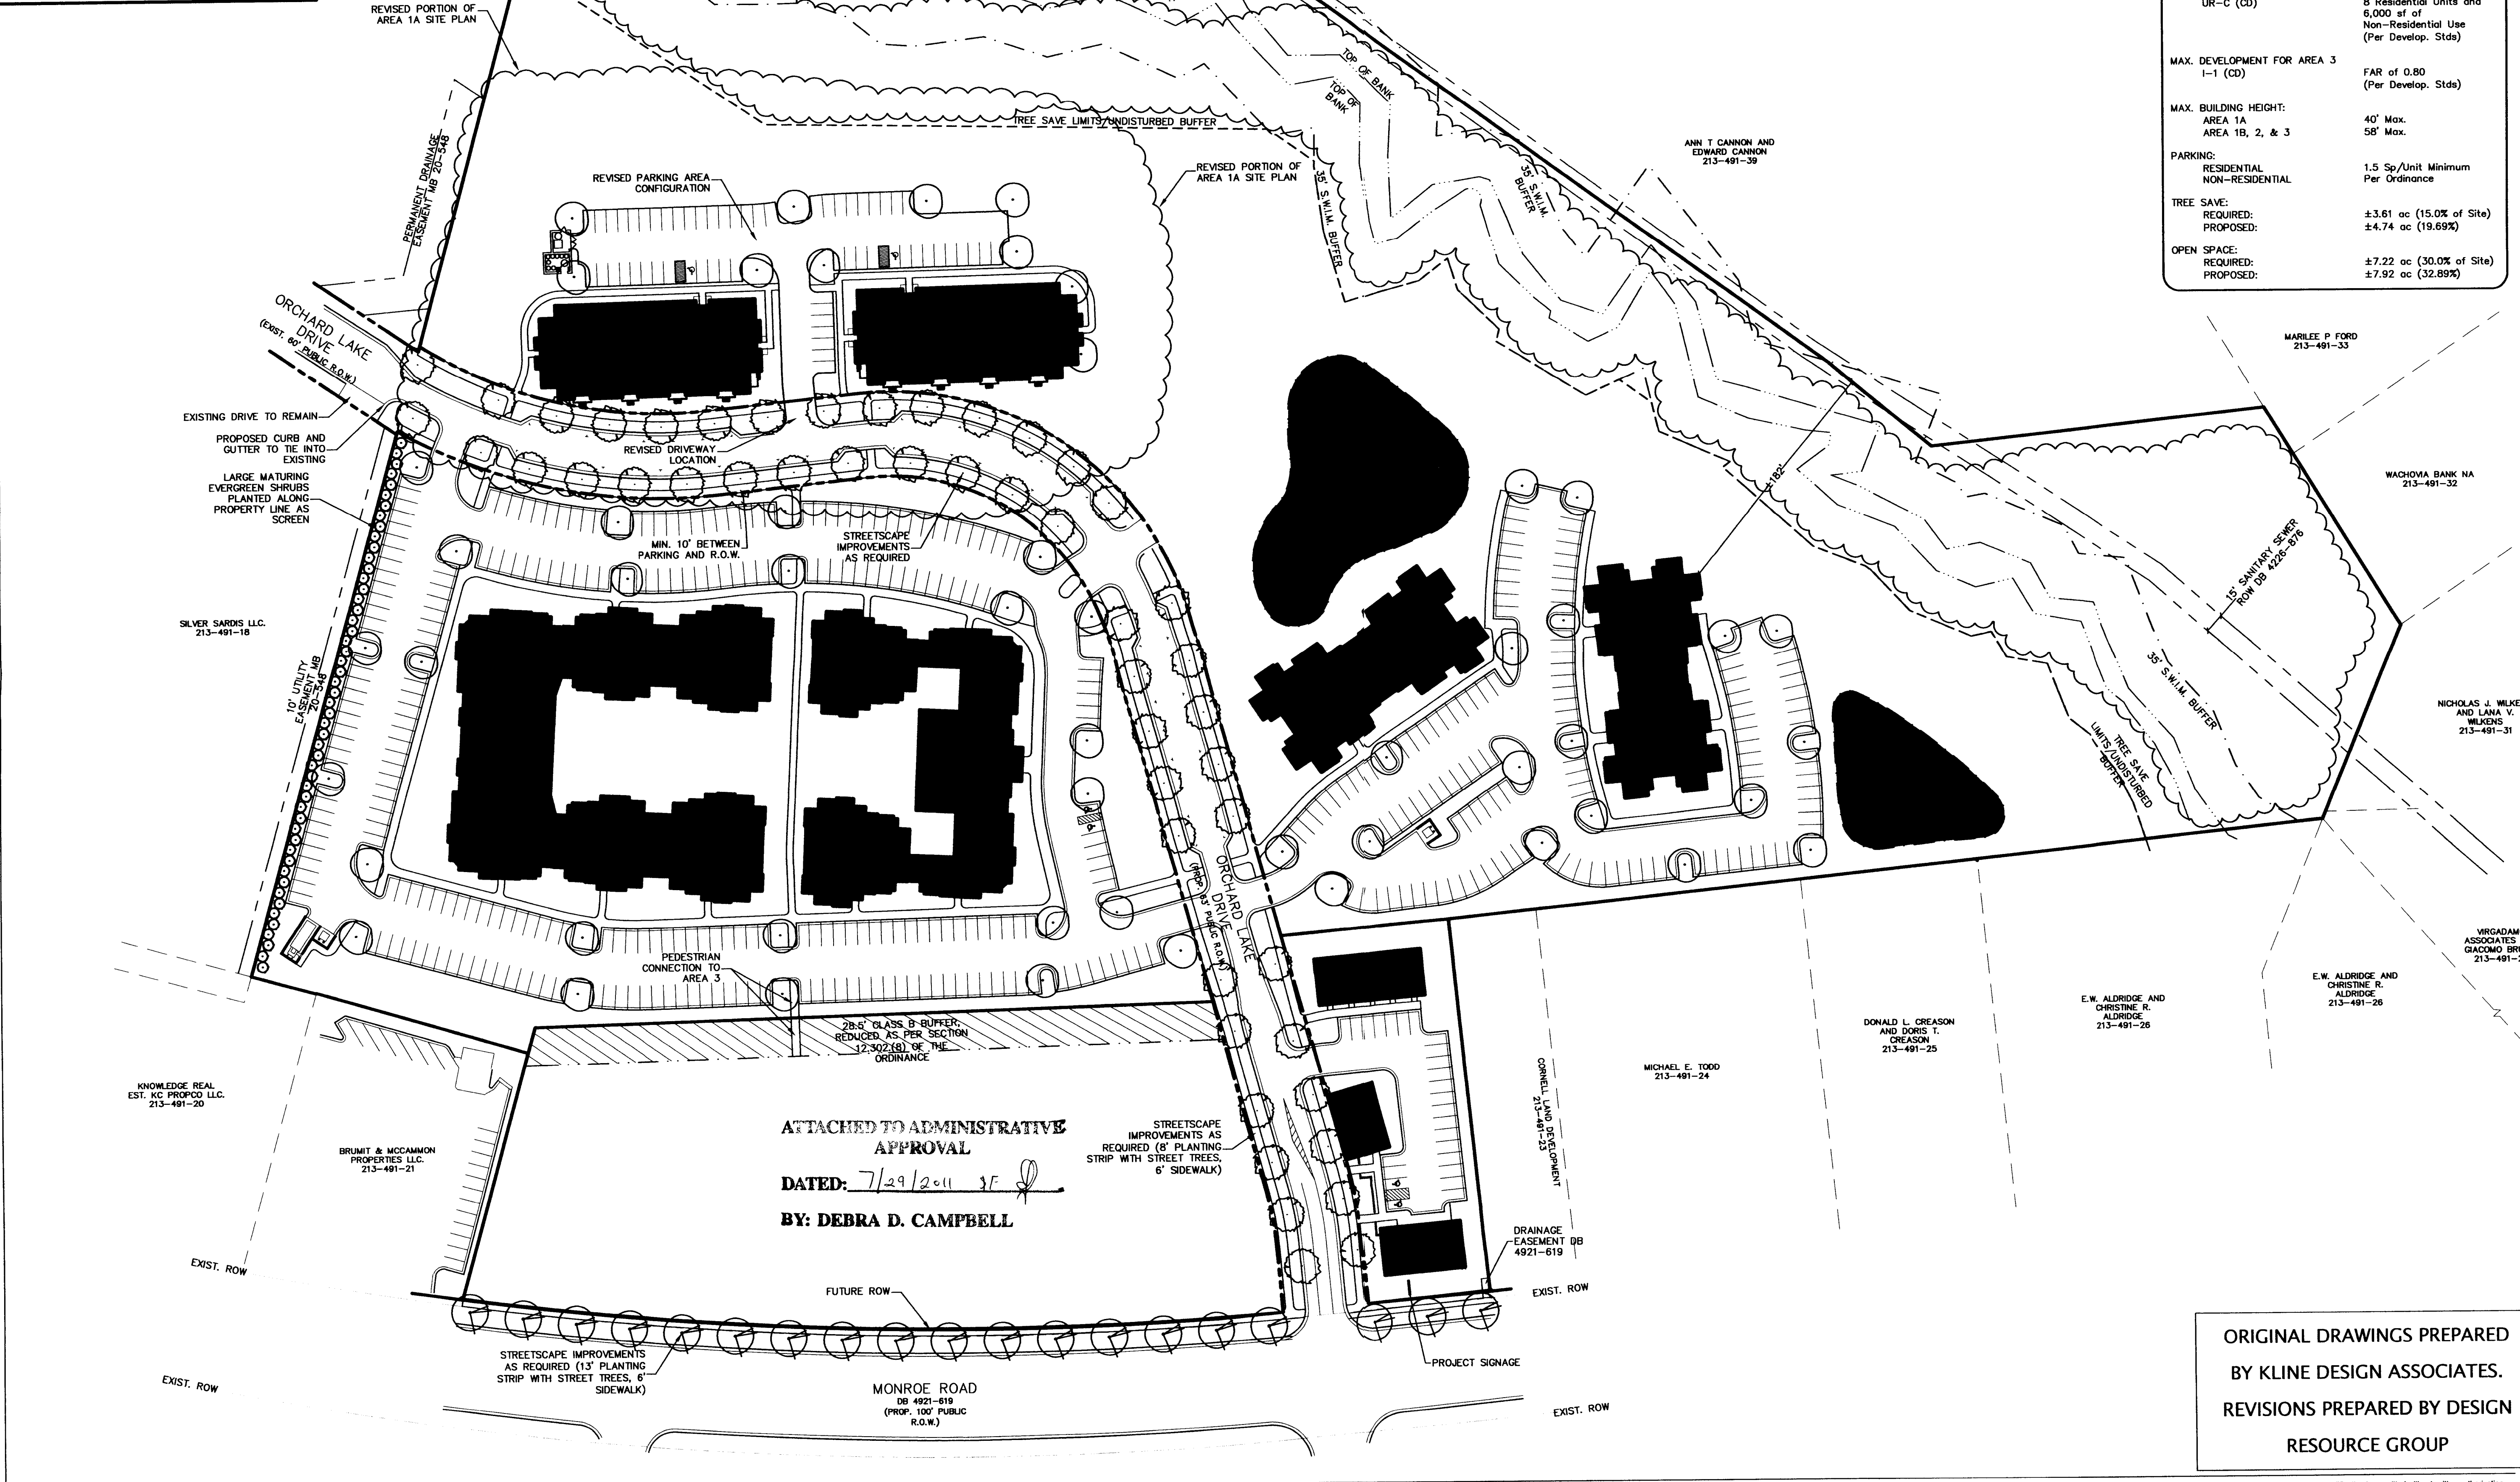 REVISED PORTION OF
AREA 1A SITE PLAN
UR-C (CD)
8 Residential Units and
6,000 sf of
Non-Residential Use
(Per Develop. Stds)
MAX. DEVELOPMENT FOR AREA 3
I-1 (CD)
FAR of 0.80
(Per Develop. Stds)
MAX. BUILDING HEIGHT:
AREA 1A 40' Max.
AREA 1B, 2, & 3 58' Max.
PARKING:
RESIDENTIAL 1.5 Sp/Unit Minimum
NON-RESIDENTIAL Per Ordinance
TREE SAVE:
REQUIRED: ±3.61 ac (15.0% of Site)
PROPOSED: ±4.74 ac (19.69%)
OPEN SPACE:
REQUIRED: ±7.22 ac (30.0% of Site)
PROPOSED: ±7.92 ac (32.89%)
TOP OF BANK
TOP OF
BANK
TREE SAVE LIMITS/UNDISTURBED BUFFER
PERMANENT DRAINAGE
EASEMENT MB 20-548
ANN T CANNON AND
EDWARD CANNON
213-491-39
REVISED PARKING AREA
CONFIGURATION
REVISED PORTION OF
AREA 1A SITE PLAN
35' S.W.I.M. BUFFER
35' S.W.I.M.
BUFFER
ORCHARD LAKE
DRIVE
(EXIST. 60' PUBLIC R.O.W.)
MARILEE P FORD
213-491-33
EXISTING DRIVE TO REMAIN
PROPOSED CURB AND
GUTTER TO TIE INTO
EXISTING
REVISED DRIVEWAY
LOCATION
LARGE MATURING
EVERGREEN SHRUBS
PLANTED ALONG
PROPERTY LINE AS
SCREEN
±182'
WACHOVIA BANK NA
213-491-32
MIN. 10' BETWEEN
PARKING AND R.O.W.
STREETSCAPE
IMPROVEMENTS
AS REQUIRED
15' SANITARY SEWER
ROW DB 4226-876
SILVER SARDIS LLC.
213-491-18
10' UTILITY
EASEMENT MB
20-548
35' S.W.I.M. BUFFER
NICHOLAS J. WILKE
AND LANA V.
WILKENS
213-491-31
TREE SAVE
LIMITS/UNDISTURBED
BUFFER
ORCHARD LAKE
DRIVE
(PROP. 63' PUBLIC R.O.W.)
VIRGADAM
ASSOCIATES
GIACOMO BR
213-491-
PEDESTRIAN
CONNECTION TO
AREA 3
E.W. ALDRIDGE AND
CHRISTINE R.
ALDRIDGE
213-491-26
E.W. ALDRIDGE AND
CHRISTINE R.
ALDRIDGE
213-491-26
28.5' CLASS B BUFFER,
REDUCED AS PER SECTION
12.302.(8) OF THE
ORDINANCE
DONALD L. CREASON
AND DORIS T.
CREASON
213-491-25
MICHAEL E. TODD
213-491-24
CORNELL LAND DEVELOPMENT
213-491-23
KNOWLEDGE REAL
EST. KC PROPCO LLC.
213-491-20
BRUMIT & MCCAMMON
PROPERTIES LLC.
213-491-21
ATTACHED TO ADMINISTRATIVE
APPROVAL
DATED: 7/29/2011
BY: DEBRA D. CAMPBELL
STREETSCAPE
IMPROVEMENTS AS
REQUIRED (8' PLANTING
STRIP WITH STREET TREES,
6' SIDEWALK)
DRAINAGE
EASEMENT DB
4921-619
EXIST. ROW
FUTURE ROW
EXIST. ROW
STREETSCAPE IMPROVEMENTS
AS REQUIRED (13' PLANTING
STRIP WITH STREET TREES, 6'
SIDEWALK)
PROJECT SIGNAGE
EXIST. ROW
MONROE ROAD
DB 4921-619
(PROP. 100' PUBLIC
R.O.W.)
EXIST. ROW
ORIGINAL DRAWINGS PREPARED
BY KLINE DESIGN ASSOCIATES.
REVISIONS PREPARED BY DESIGN
RESOURCE GROUP